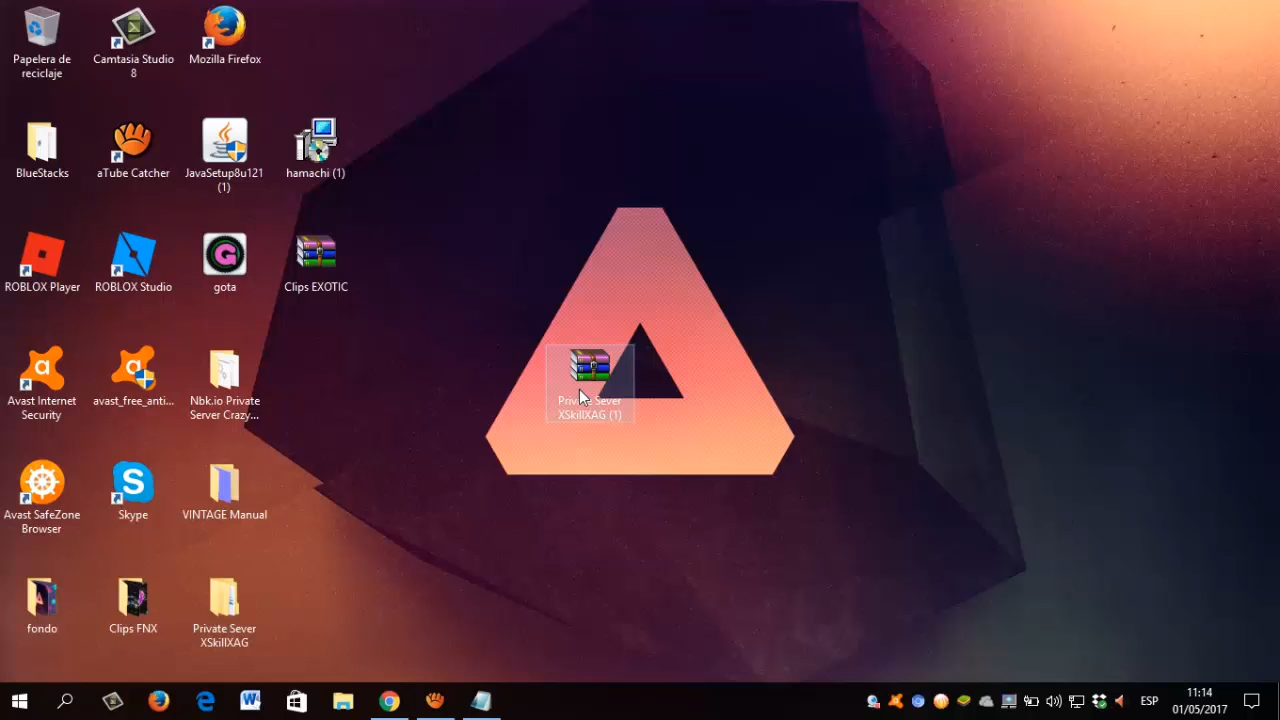 Papelera de
reciclaje
Camtasia Studio
8
Mozilla Firefox
BlueStacks
aTube Catcher
JavaSetup8u121
(1)
hamachi (1)
ROBLOX Player
ROBLOX Studio
gota
Clips EXOTIC
Avast Internet
Security
avast_free_anti...
Nbk.io Private
Server Crazy...
Private Sever
XSkillXAG (1)
Avast SafeZone
Browser
Skype
VINTAGE Manual
fondo
Clips FNX
Private Sever
XSkillXAG
ESP
11:14
01/05/2017